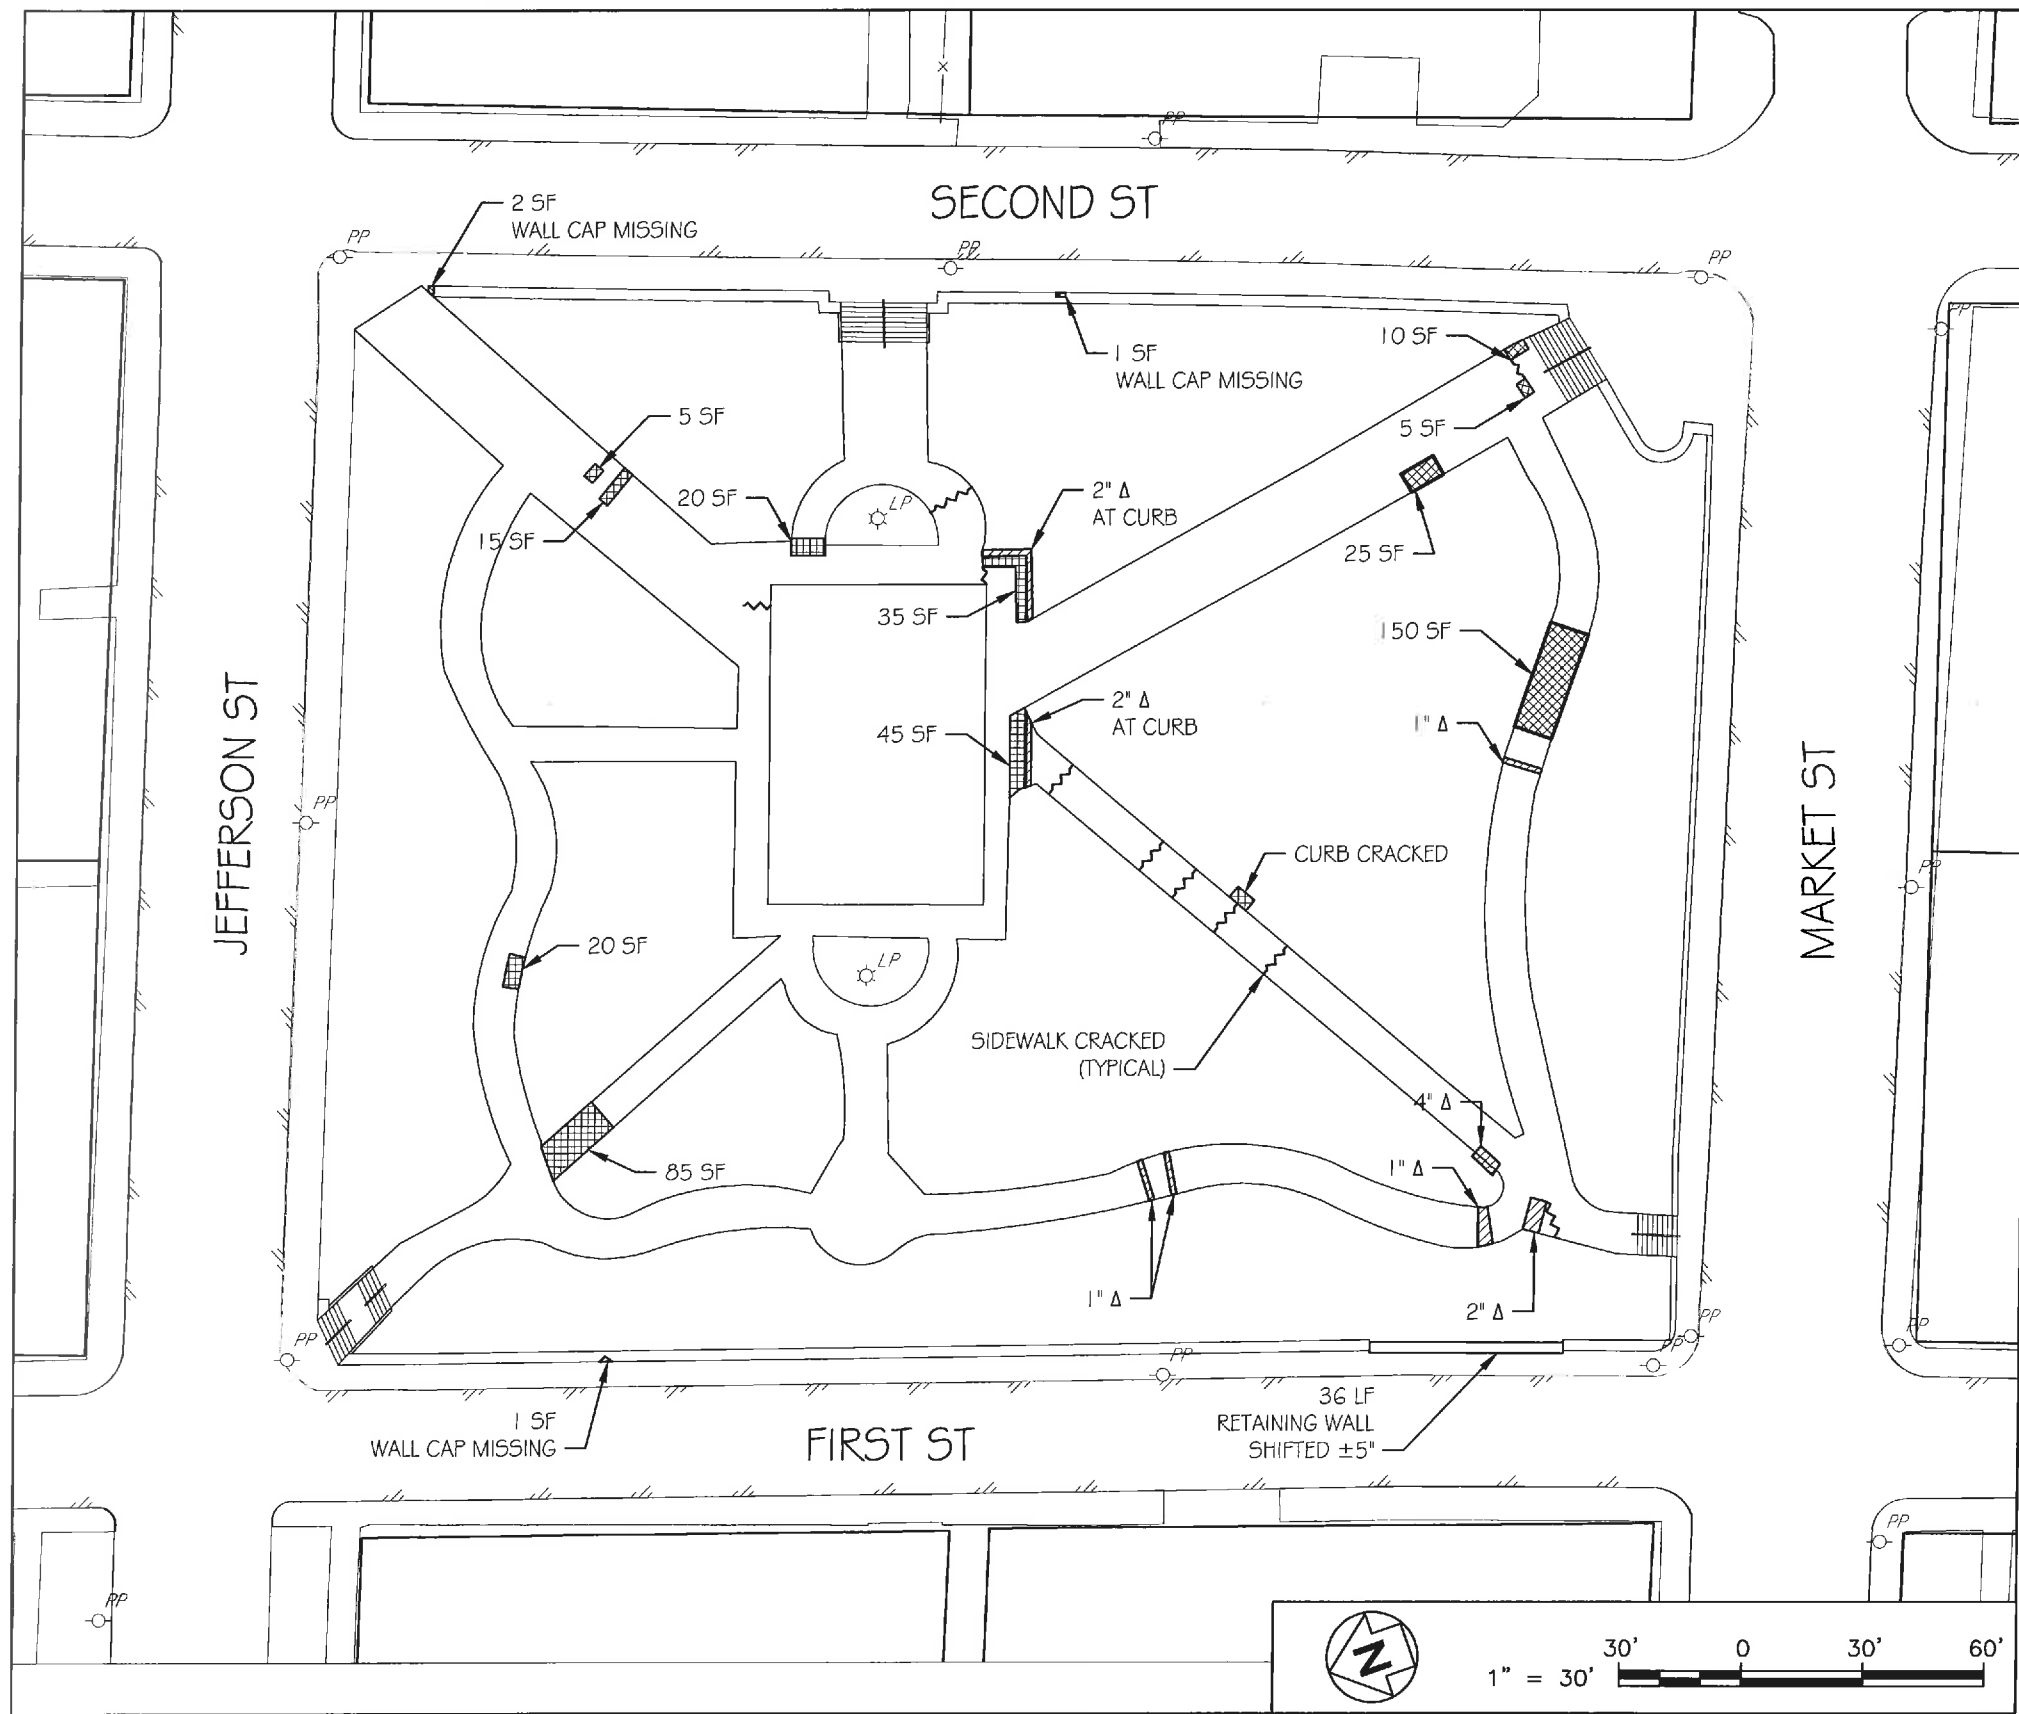 PP
SECOND ST
2 SF
WALL CAP MISSING
PP
PP
PP
PP
10 SF
1 SF
WALL CAP MISSING
5 SF
5 SF
20 SF
LP
2" Δ
AT CURB
15 SF
25 SF
35 SF
150 SF
2" Δ
AT CURB
45 SF
1" Δ
JEFFERSON ST
MARKET ST
PP
CURB CRACKED
PP
20 SF
LP
SIDEWALK CRACKED
(TYPICAL)
4" Δ
85 SF
1" Δ
1" Δ
2" Δ
PP
PP
PP
PP
P
1 SF
WALL CAP MISSING
FIRST ST
36 LF
RETAINING WALL
SHIFTED ±5"
PP
PP
N
1" = 30'
30' 0 30' 60'